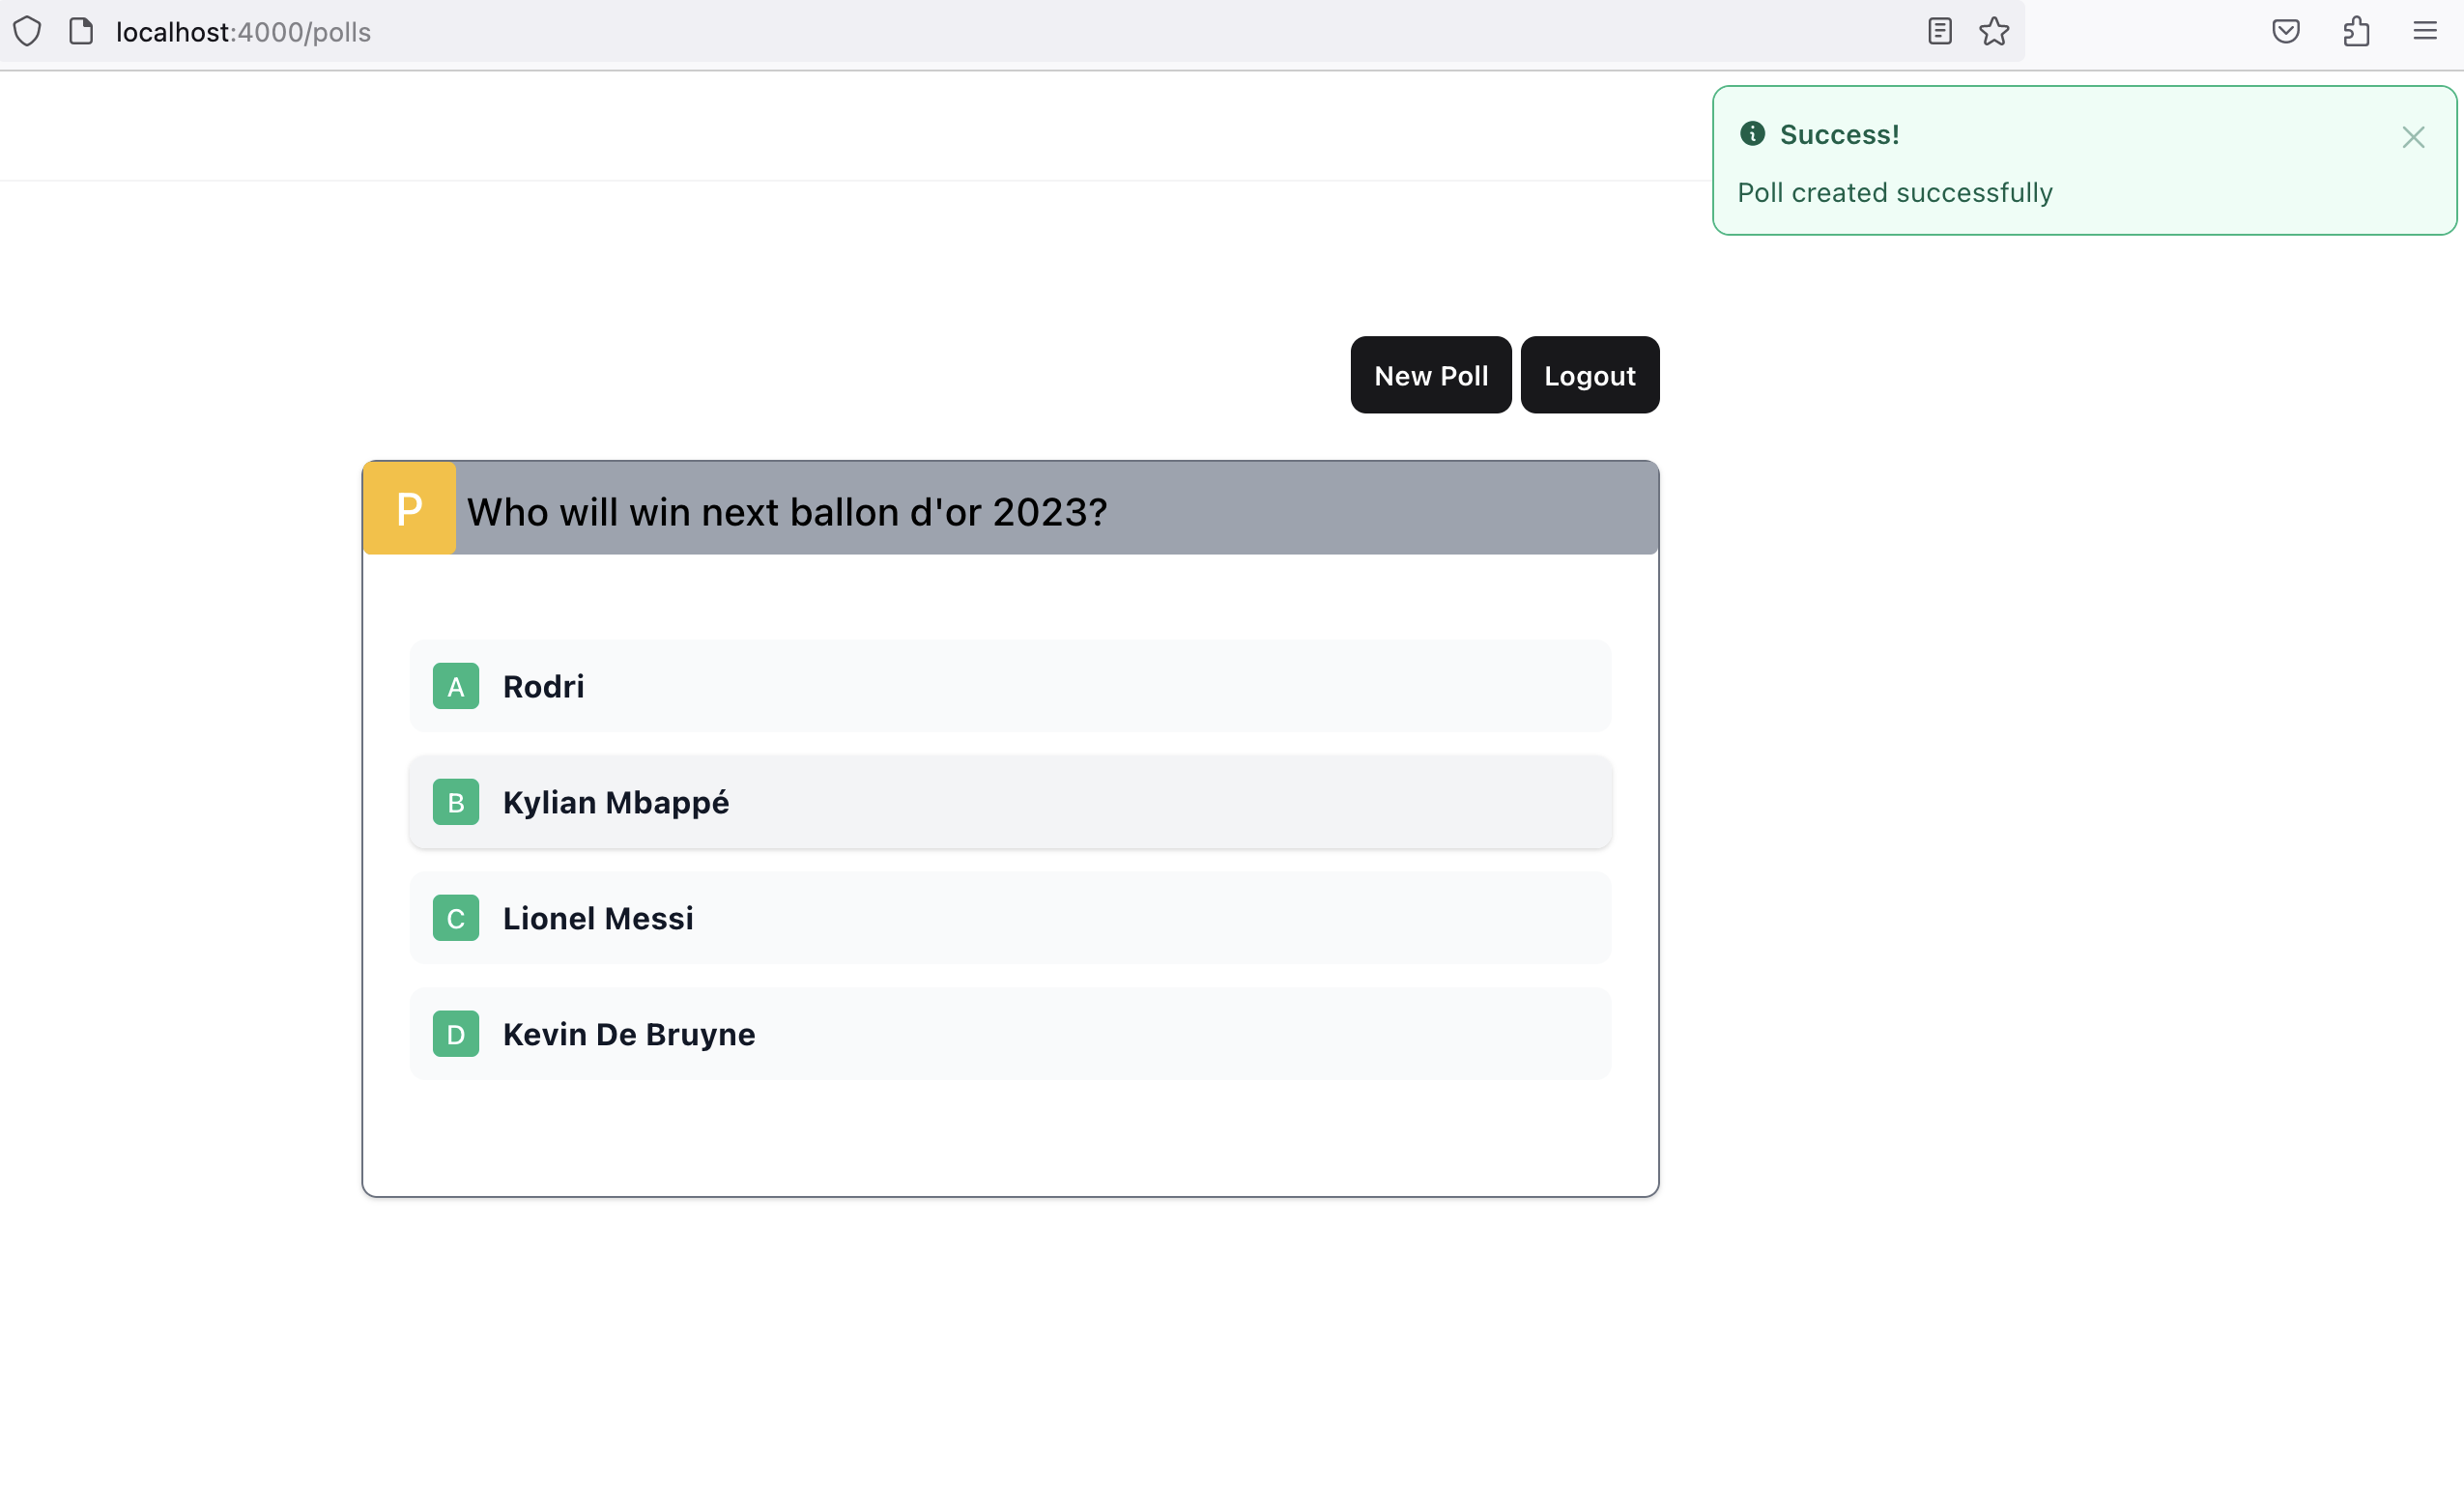 localhost:4000/polls
Success!
Poll created successfully
New Poll Logout
P Who will win next ballon d'or 2023?
A Rodri
B Kylian Mbappé
C Lionel Messi
D Kevin De Bruyne